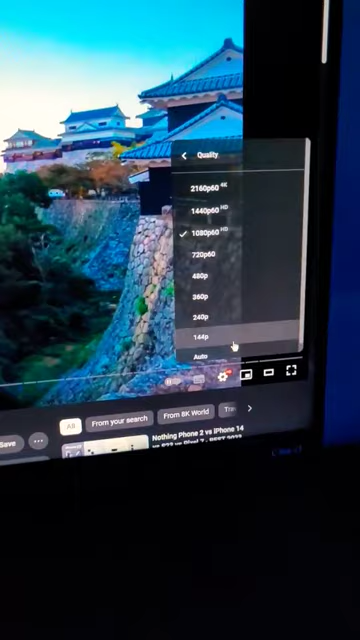 Quality
2160p60 4K
1440p60 HD
1080p60 HD
720p60
480p
360p
240p
144p
Auto
Save
All
From your search
From 8K World
Nothing Phone 2 vs iPhone 14